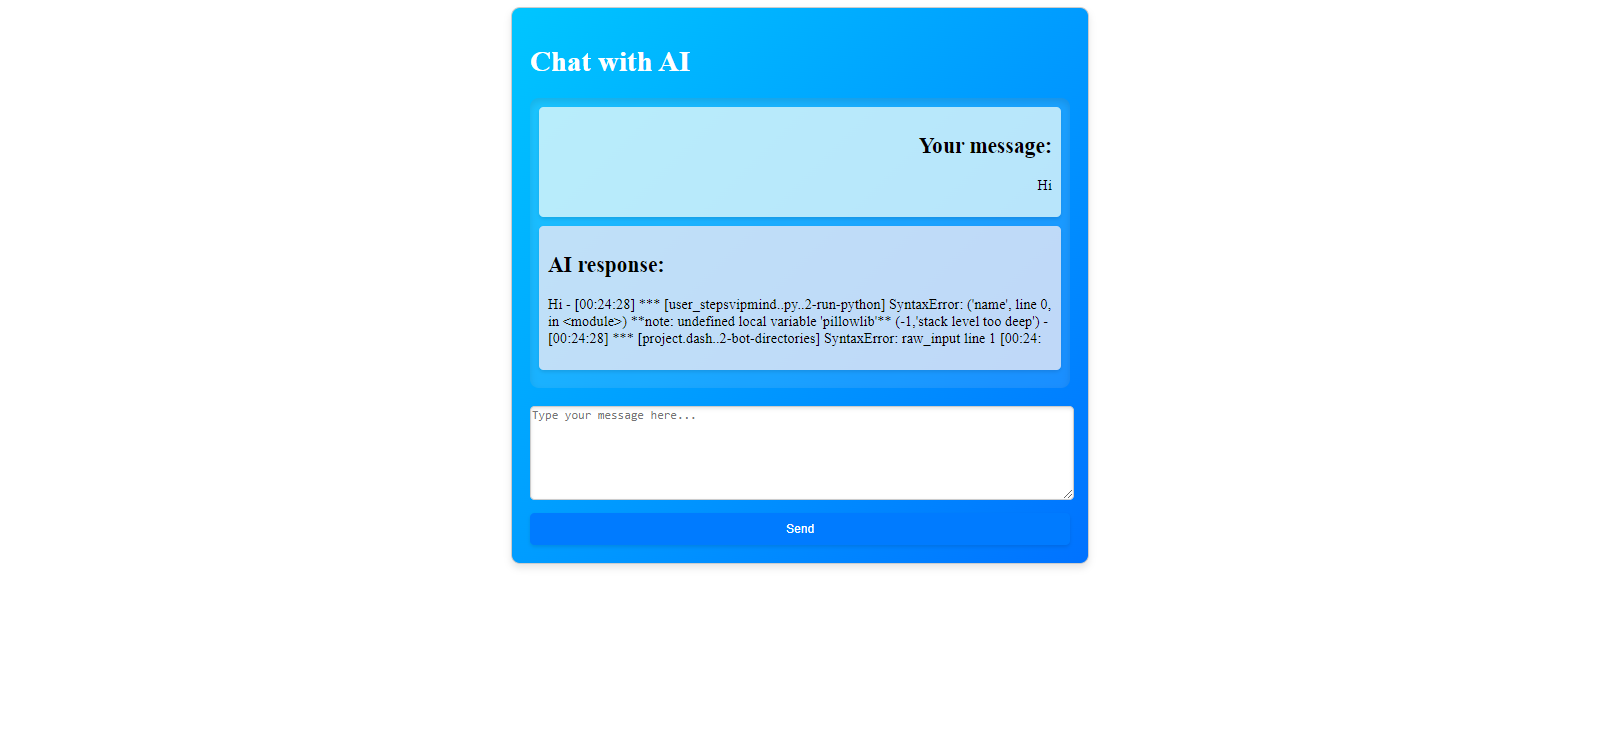 Chat with AI
Your message:
Hi
AI response:
Hi - [00:24:28] *** [user_stepsvipmind..py..2-run-python] SyntaxError: ('name', line 0,
in <module>) **note: undefined local variable 'pillowlib'** (-1,'stack level too deep') -
[00:24:28] *** [project.dash..2-bot-directories] SyntaxError: raw_input line 1 [00:24:
Type your message here...
Send